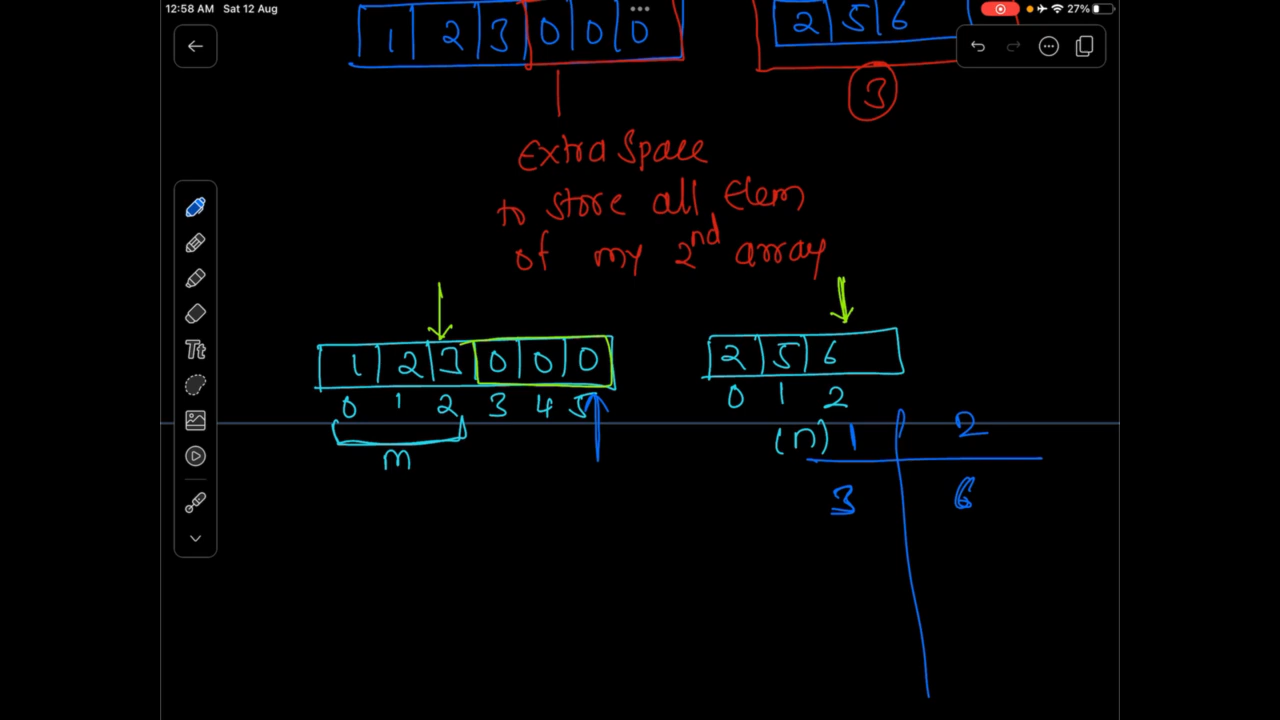 12:58 AM Sat 12 Aug
27%
1 2 3 0 0 0
2 5 6
3
Extra Space
to store all Elem
of my 2nd array
1 2 3 0 0 0
0 1 2 3 4 5
m
2 5 6
0 1 2
(n)
1 2
3 6
Tt